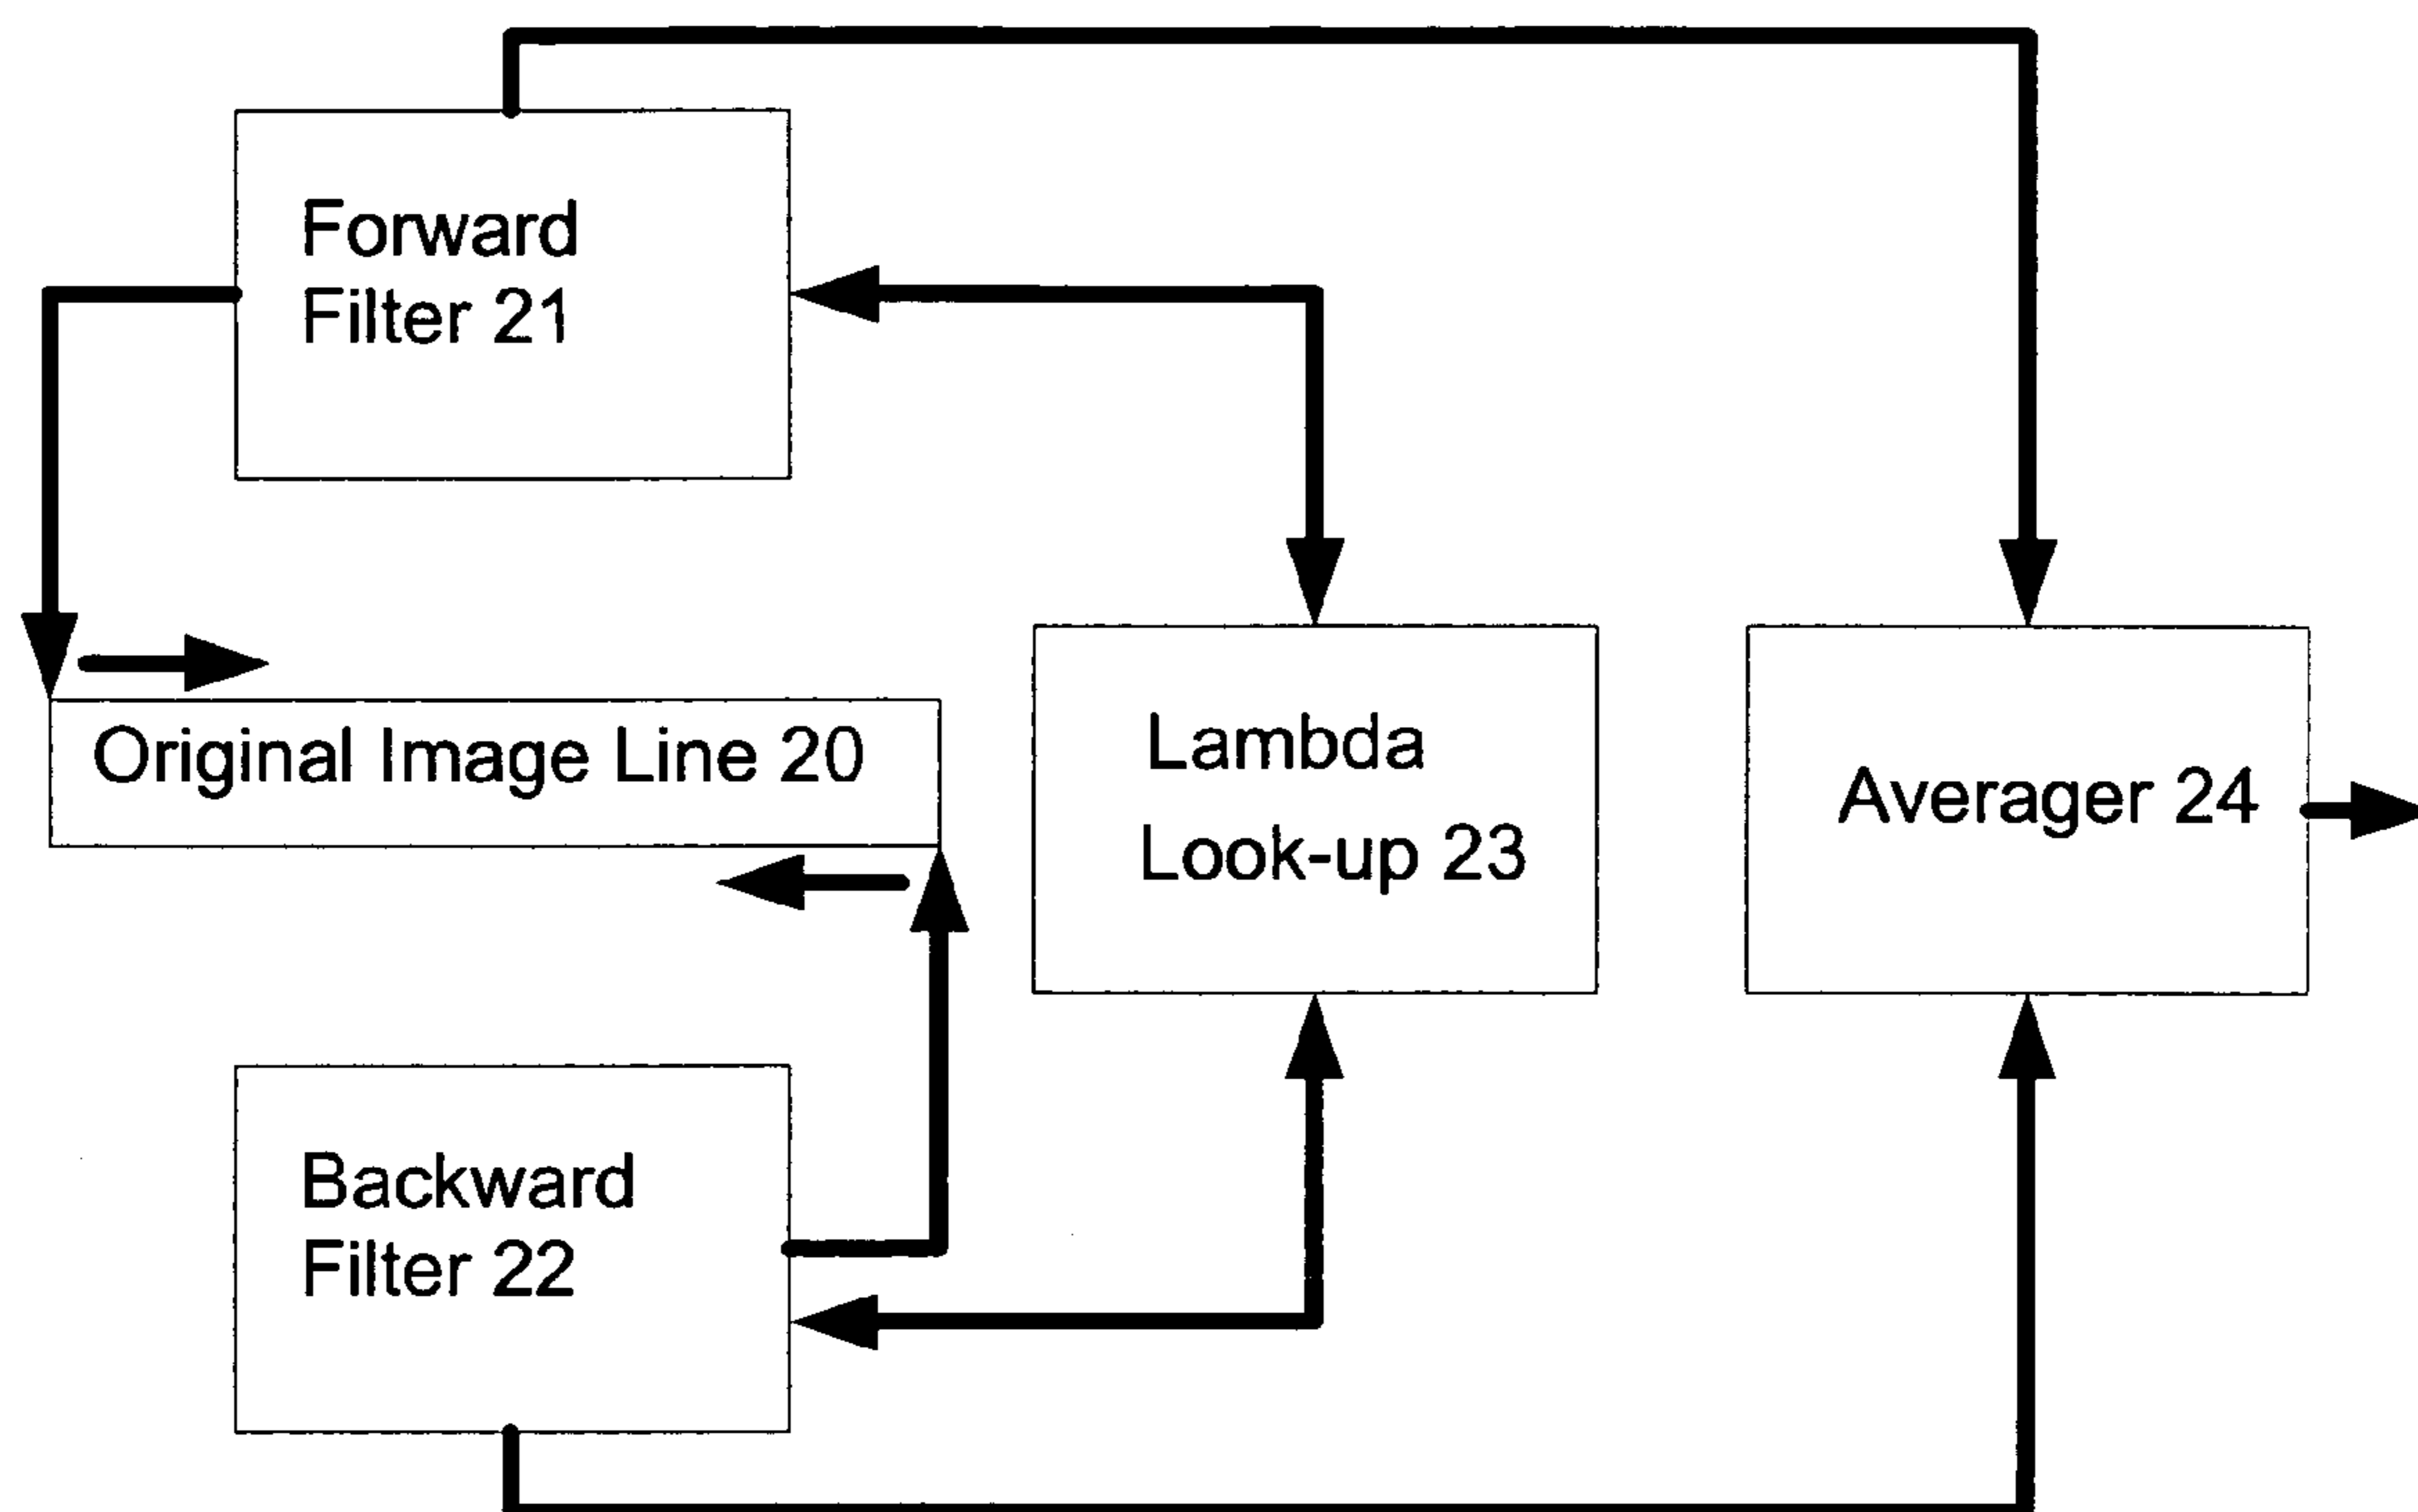 Forward
Filter 21
Original Image Line 20
Lambda
Look-up 23
Averager 24
Backward
Filter 22